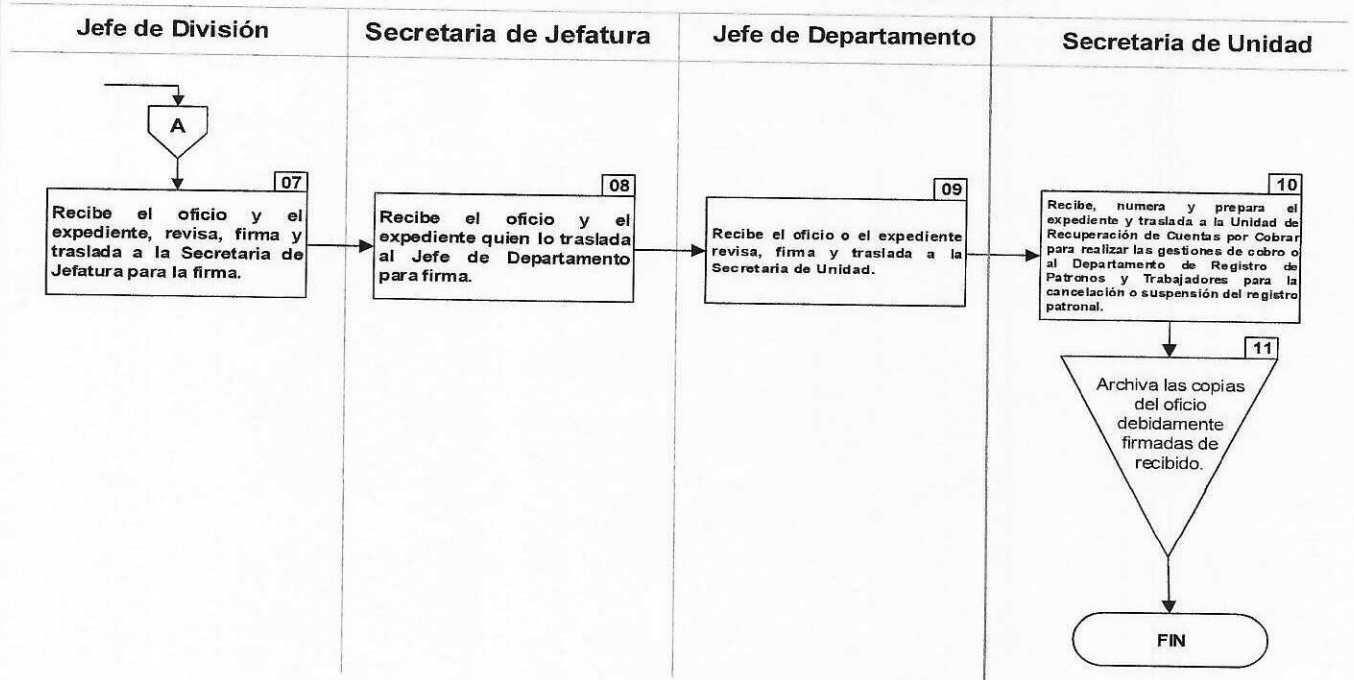 Jefe de División
Secretaria de Jefatura
Jefe de Departamento
Secretaria de Unidad
A
07
Recibe el oficio y el
expediente, revisa, firma y
traslada a la Secretaria de
Jefatura para la firma.
08
Recibe el oficio y el
expediente quien lo traslada
al Jefe de Departamento
para firma.
09
Recibe el oficio o el expediente
revisa, firma y traslada a la
Secretaria de Unidad.
10
Recibe, numera y prepara el
expediente y traslada a la Unidad de
Recuperación de Cuentas por Cobrar
para realizar las gestiones de cobro o
al Departamento de Registro de
Patronos y Trabajadores para la
cancelación o suspensión del registro
patronal.
11
Archiva las copias
del oficio
debidamente
firmadas de
recibido.
FIN